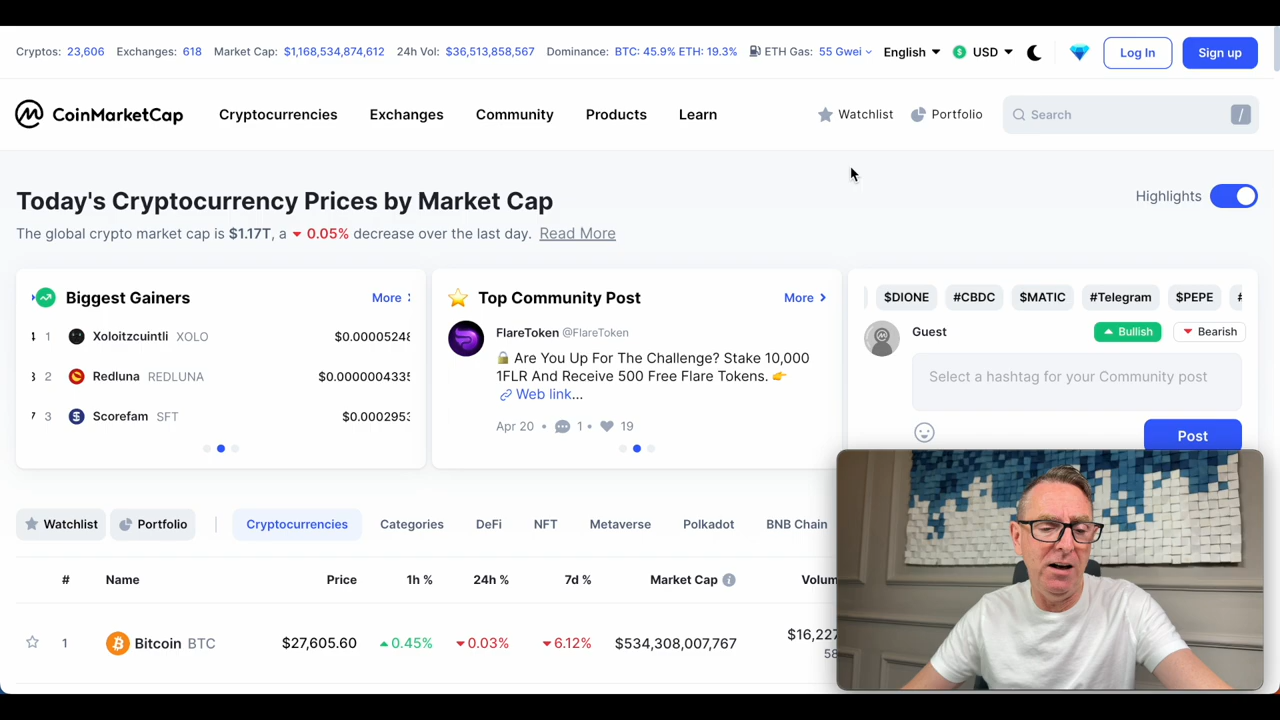 Cryptos: 23,606 Exchanges: 618 Market Cap: $1,168,534,874,612 24h Vol: $36,513,858,567 Dominance: BTC: 45.9% ETH: 19.3% ETH Gas: 55 Gwei English USD Log In Sign up
CoinMarketCap Cryptocurrencies Exchanges Community Products Learn Watchlist Portfolio Search /
Today's Cryptocurrency Prices by Market Cap
Highlights
The global crypto market cap is $1.17T, a 0.05% decrease over the last day. Read More
Biggest Gainers More
1 Xoloitzcuintli XOLO $0.00005248
2 Redluna REDLUNA $0.0000004335
3 Scorefam SFT $0.0002953
Top Community Post More
FlareToken @FlareToken
Are You Up For The Challenge? Stake 10,000
1FLR And Receive 500 Free Flare Tokens.
Web link...
Apr 20 • 1 • 19
$DIONE #CBDC $MATIC #Telegram $PEPE #
Guest Bullish Bearish
Select a hashtag for your Community post
Post
Watchlist Portfolio Cryptocurrencies Categories DeFi NFT Metaverse Polkadot BNB Chain
# Name Price 1h % 24h % 7d % Market Cap Volum
1 Bitcoin BTC $27,605.60 0.45% 0.03% 6.12% $534,308,007,767 $16,227
58